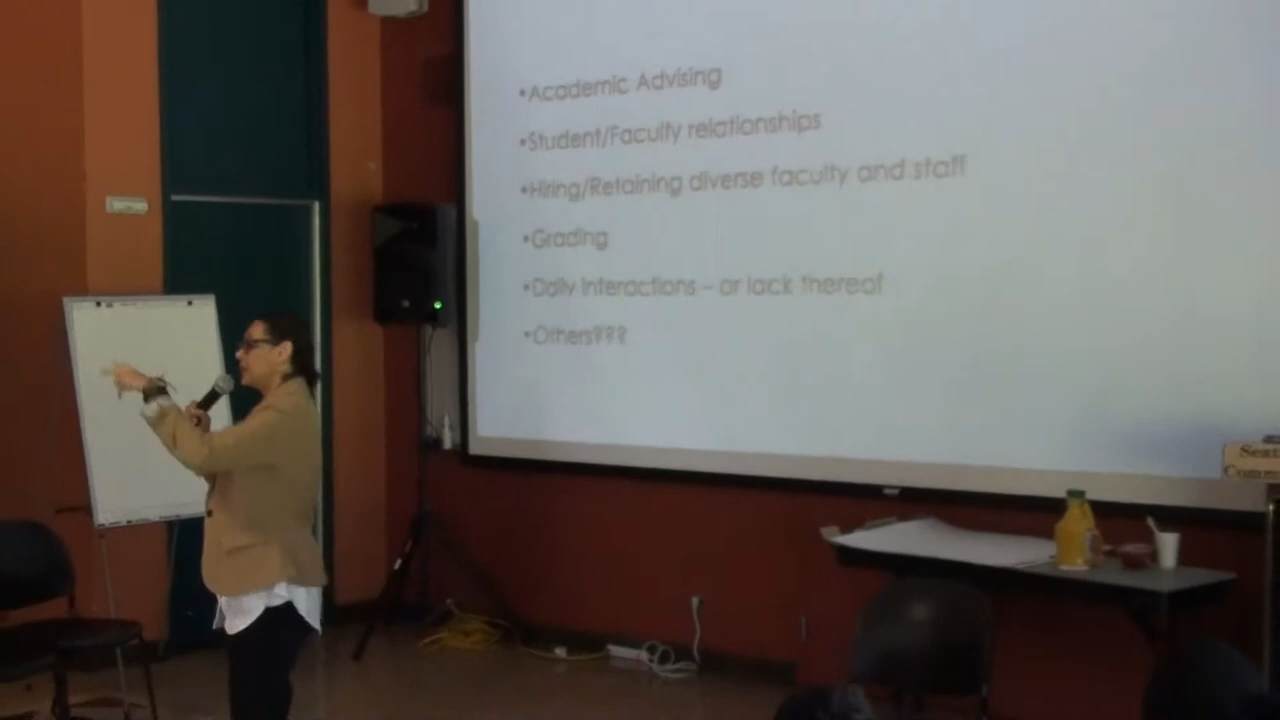 •Academic Advising
•Student/Faculty relationships
•Hiring/Retaining diverse faculty and staff
•Grading
•Daily interactions – or lack thereof
•Others???